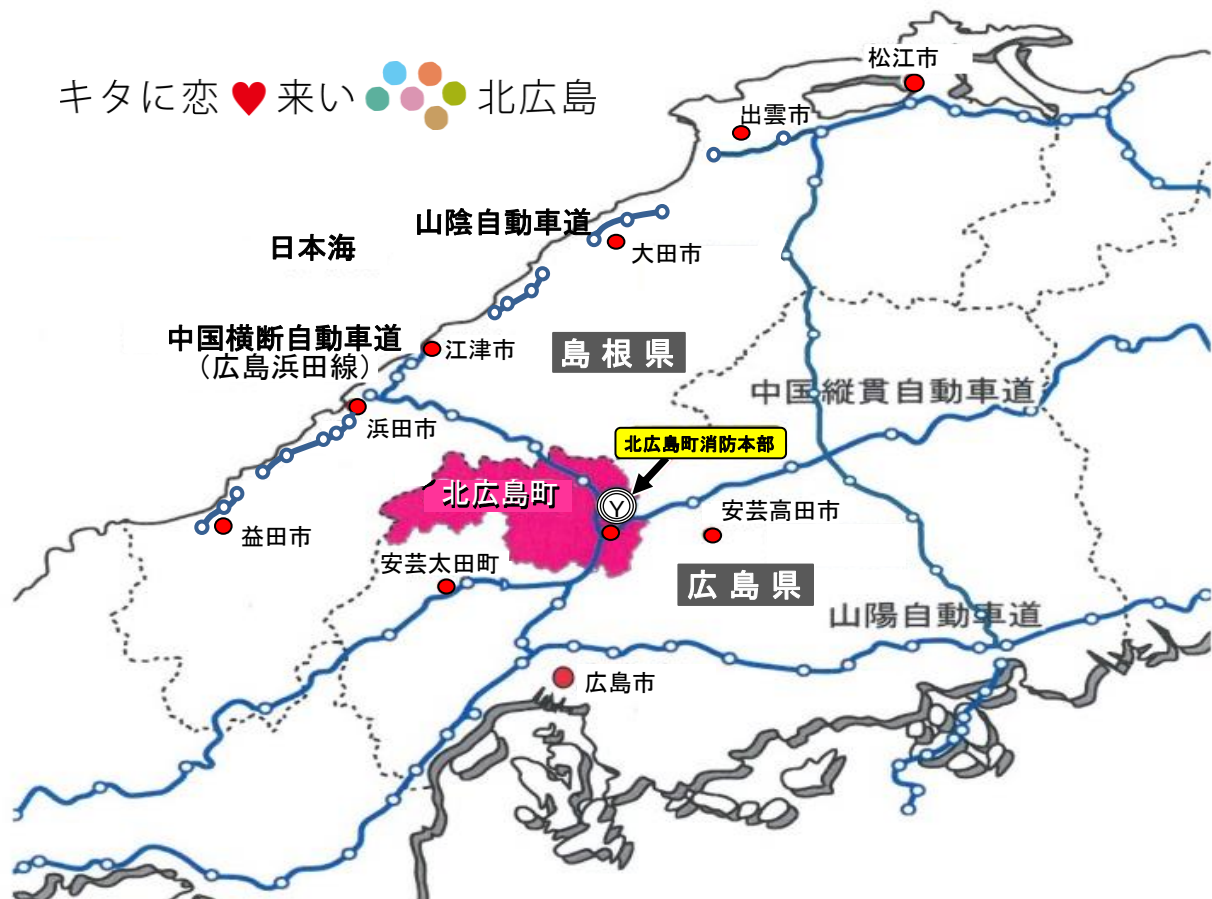 キタに恋♥来い 北広島
松江市
出雲市
山陰自動車道
大田市
日本海
中国横断自動車道
（広島浜田線）
江津市
島根県
中国縦貫自動車道
浜田市
北広島町消防本部
北広島町
Y
安芸高田市
益田市
安芸太田町
広島県
山陽自動車道
広島市